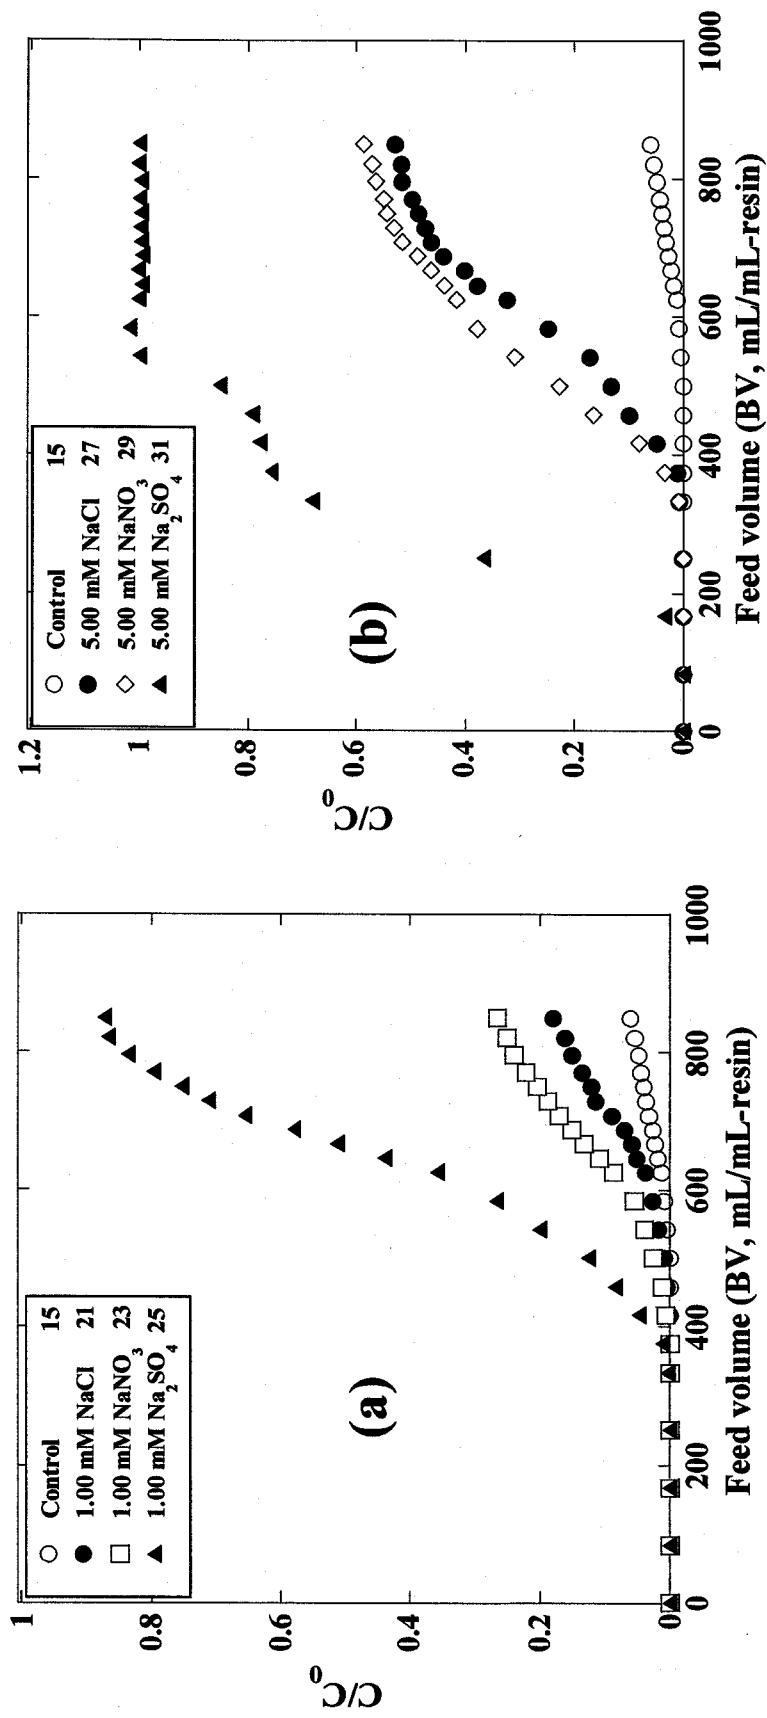 1
0.8
0.6
0.4
0.2
0
C/C0
0
200
400
600
800
1000
Feed volume (BV, mL/mL-resin)
(a)
Control 15
1.00 mM NaCl 21
1.00 mM NaNO3 23
1.00 mM Na2SO4 25
1.2
1
0.8
0.6
0.4
0.2
0
C/C0
0
200
400
600
800
1000
Feed volume (BV, mL/mL-resin)
(b)
Control 15
5.00 mM NaCl 27
5.00 mM NaNO3 29
5.00 mM Na2SO4 31